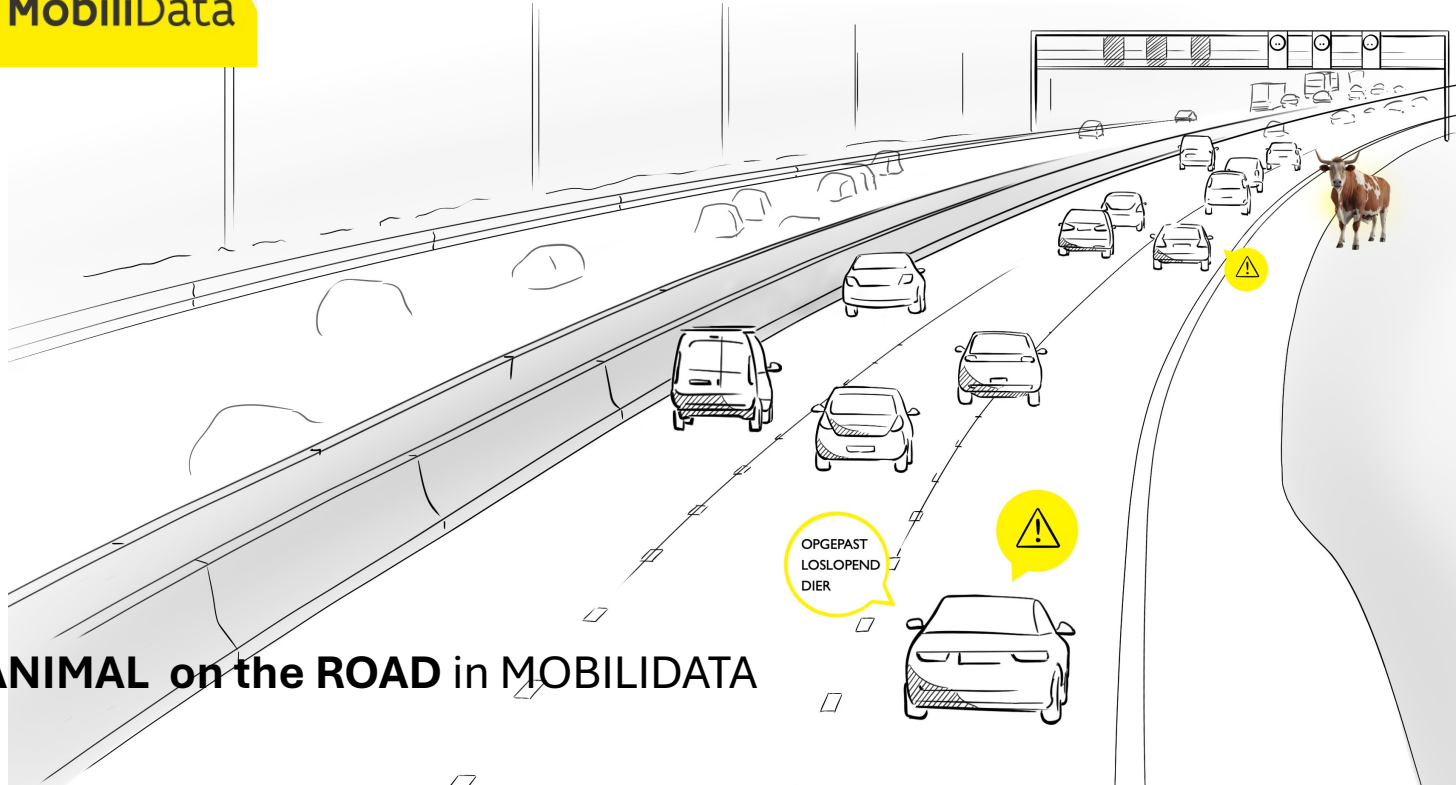 MobiliData
OPGEPAST
LOSLOPEND
DIER
ANIMAL on the ROAD in MOBILIDATA